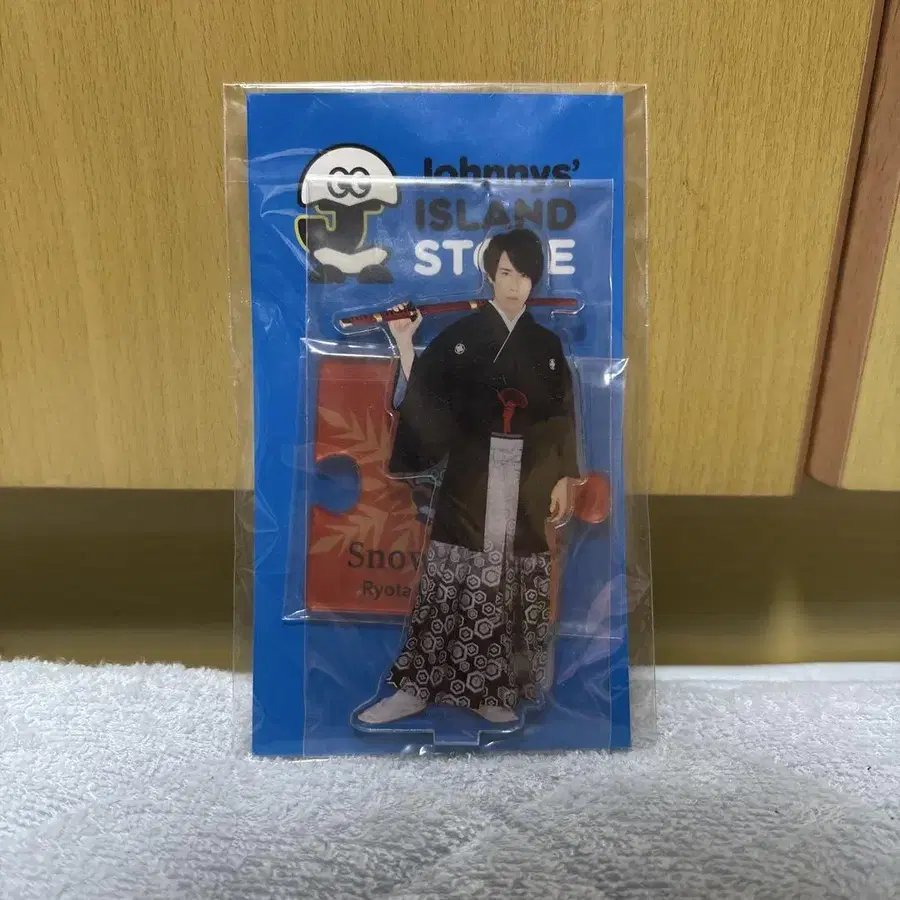 Johnnys'
ISLAND
STORE
Snow
Ryota